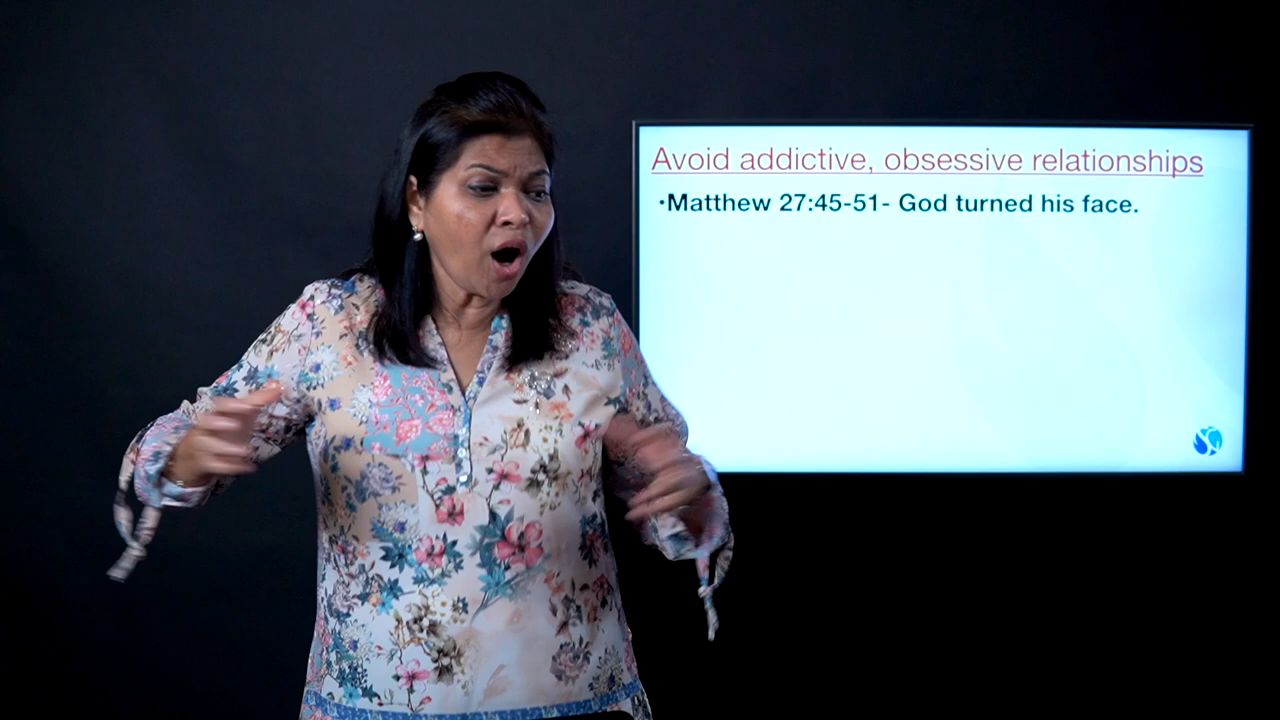 Avoid addictive, obsessive relationships
•Matthew 27:45-51- God turned his face.